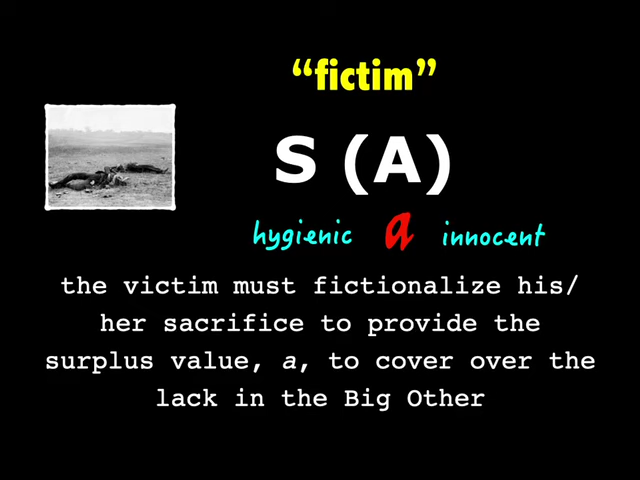 “fictim”
S (A)
hygienic a innocent
the victim must fictionalize his/
her sacrifice to provide the
surplus value, a, to cover over the
lack in the Big Other